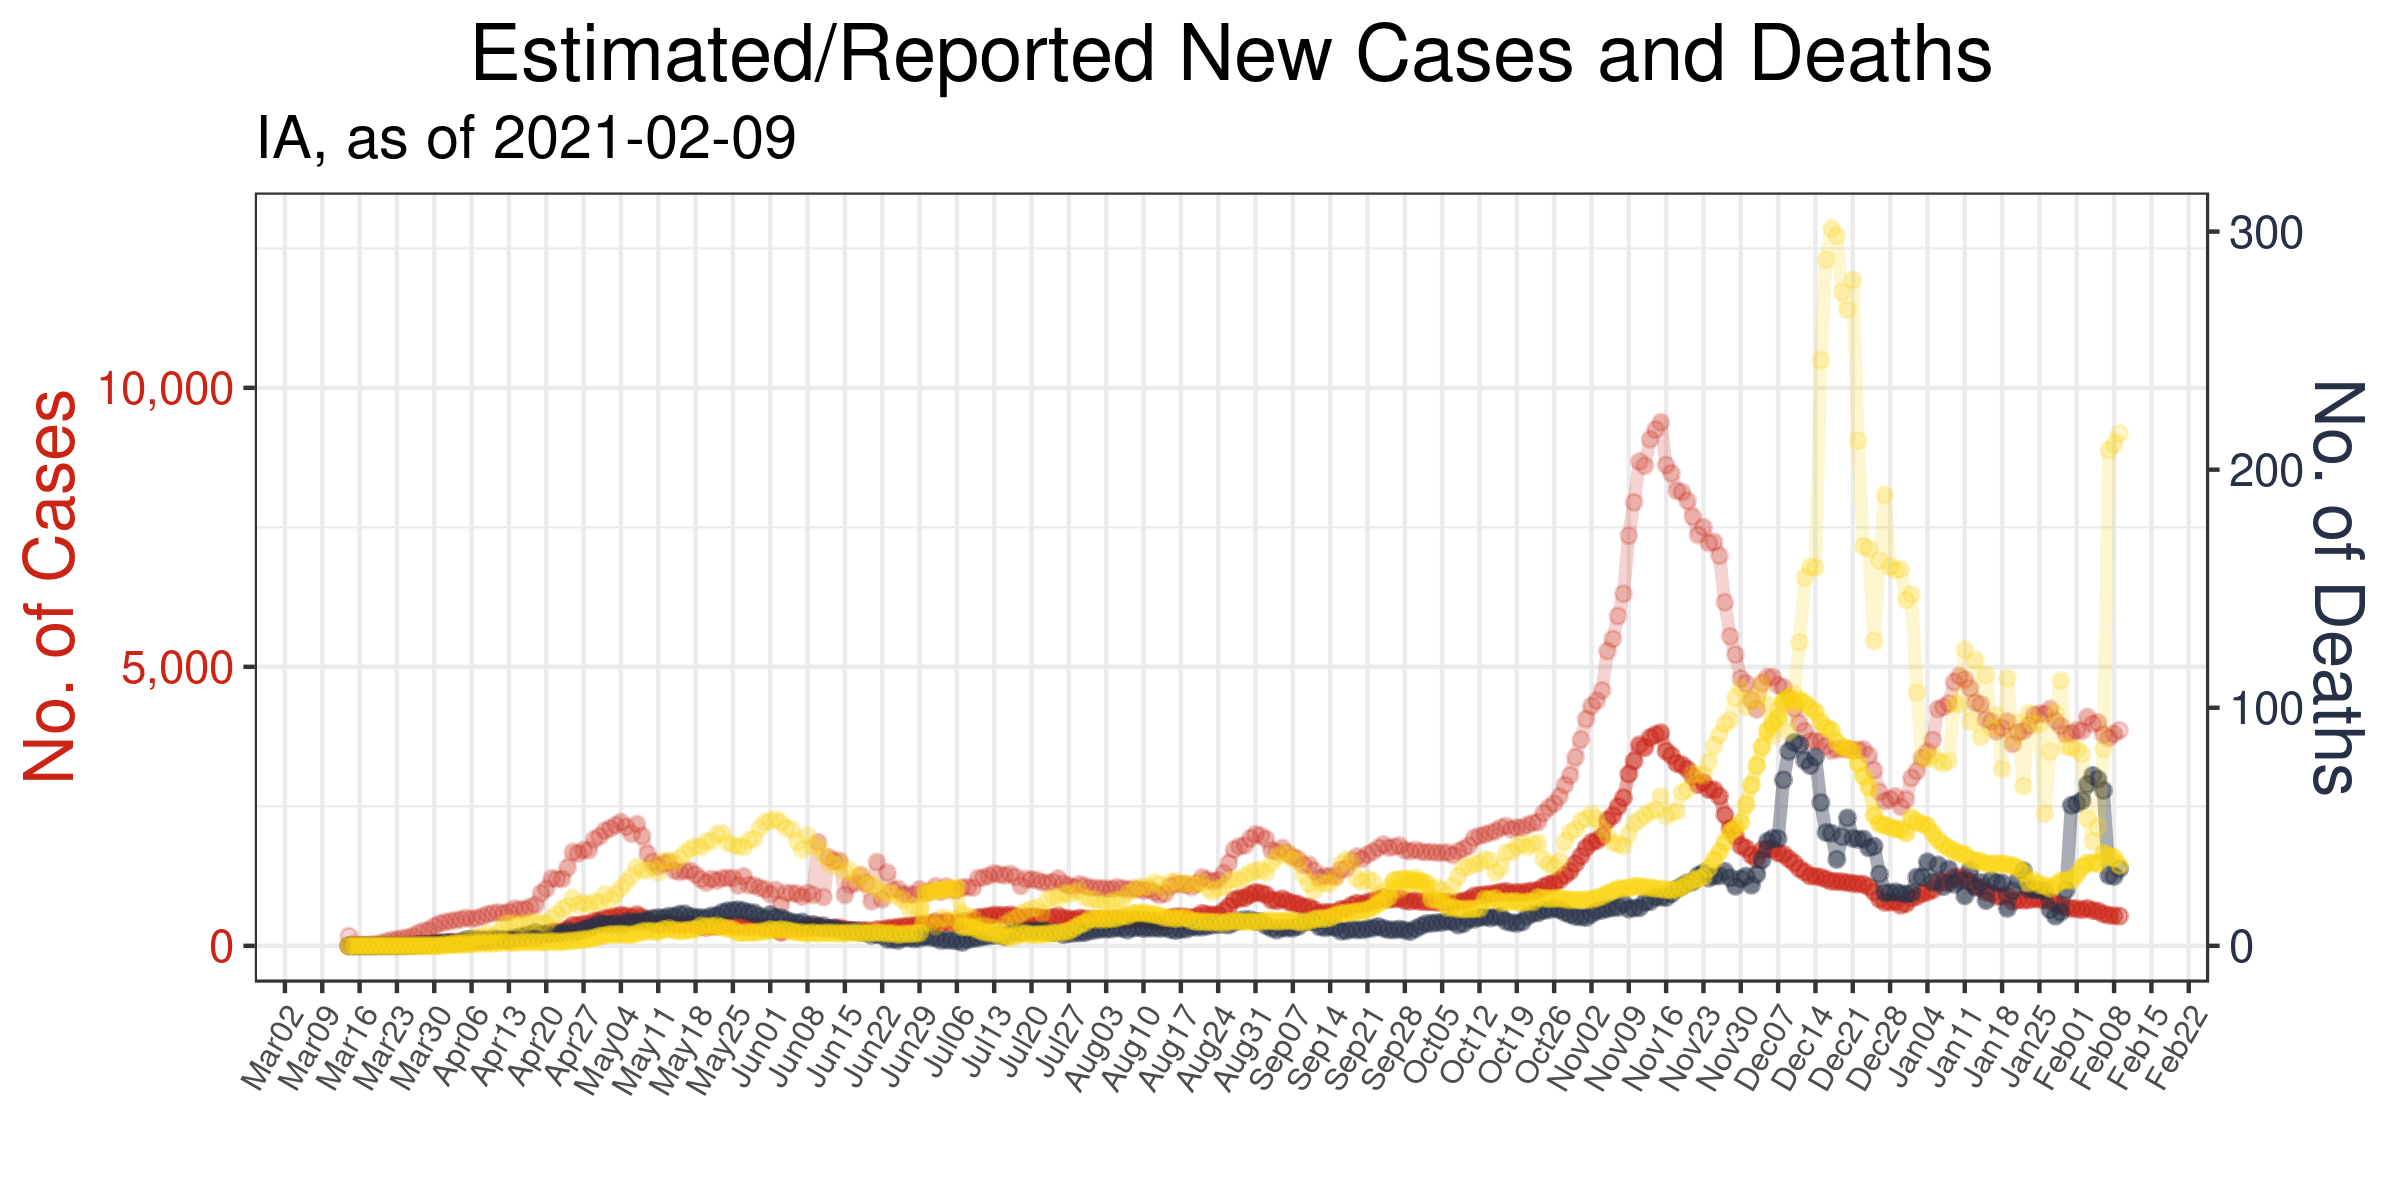 Estimated/Reported New Cases and Deaths
IA, as of 2021-02-09
No. of Cases
10,000
5,000
0
300
200
100
0
No. of Deaths
Mar02
Mar09
Mar16
Mar23
Mar30
Apr06
Apr13
Apr20
Apr27
May04
May11
May18
May25
Jun01
Jun08
Jun15
Jun22
Jun29
Jul06
Jul13
Jul20
Jul27
Aug03
Aug10
Aug17
Aug24
Aug31
Sep07
Sep14
Sep21
Sep28
Oct05
Oct12
Oct19
Oct26
Nov02
Nov09
Nov16
Nov23
Nov30
Dec07
Dec14
Dec21
Dec28
Jan04
Jan11
Jan18
Jan25
Feb01
Feb08
Feb15
Feb22